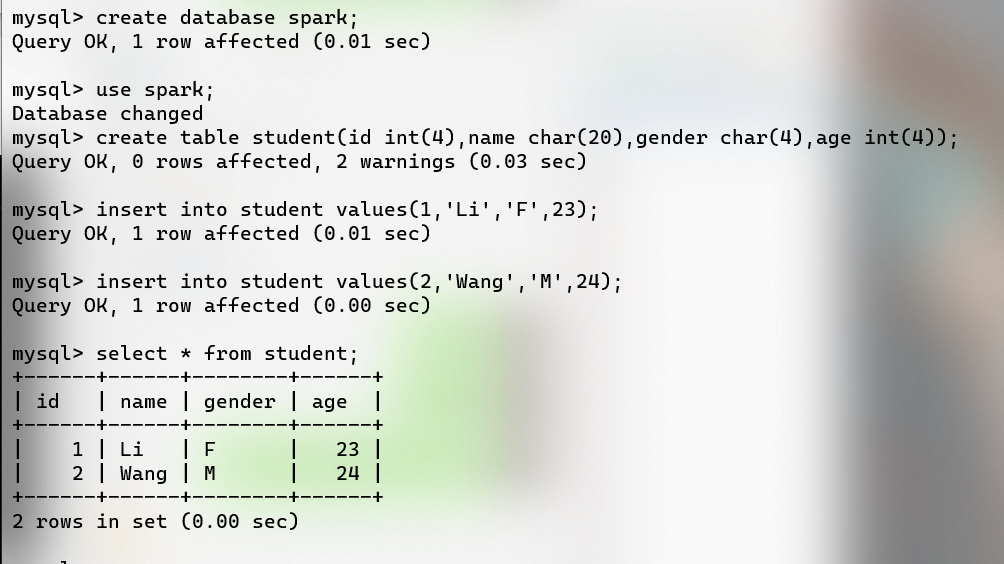 mysql> create database spark;
Query OK, 1 row affected (0.01 sec)
mysql> use spark;
Database changed
mysql> create table student(id int(4),name char(20),gender char(4),age int(4));
Query OK, 0 rows affected, 2 warnings (0.03 sec)
mysql> insert into student values(1,'Li','F',23);
Query OK, 1 row affected (0.01 sec)
mysql> insert into student values(2,'Wang','M',24);
Query OK, 1 row affected (0.00 sec)
mysql> select * from student;
+------+------+--------+------+
| id   | name | gender | age  |
+------+------+--------+------+
|    1 | Li   | F      |   23 |
|    2 | Wang | M      |   24 |
+------+------+--------+------+
2 rows in set (0.00 sec)